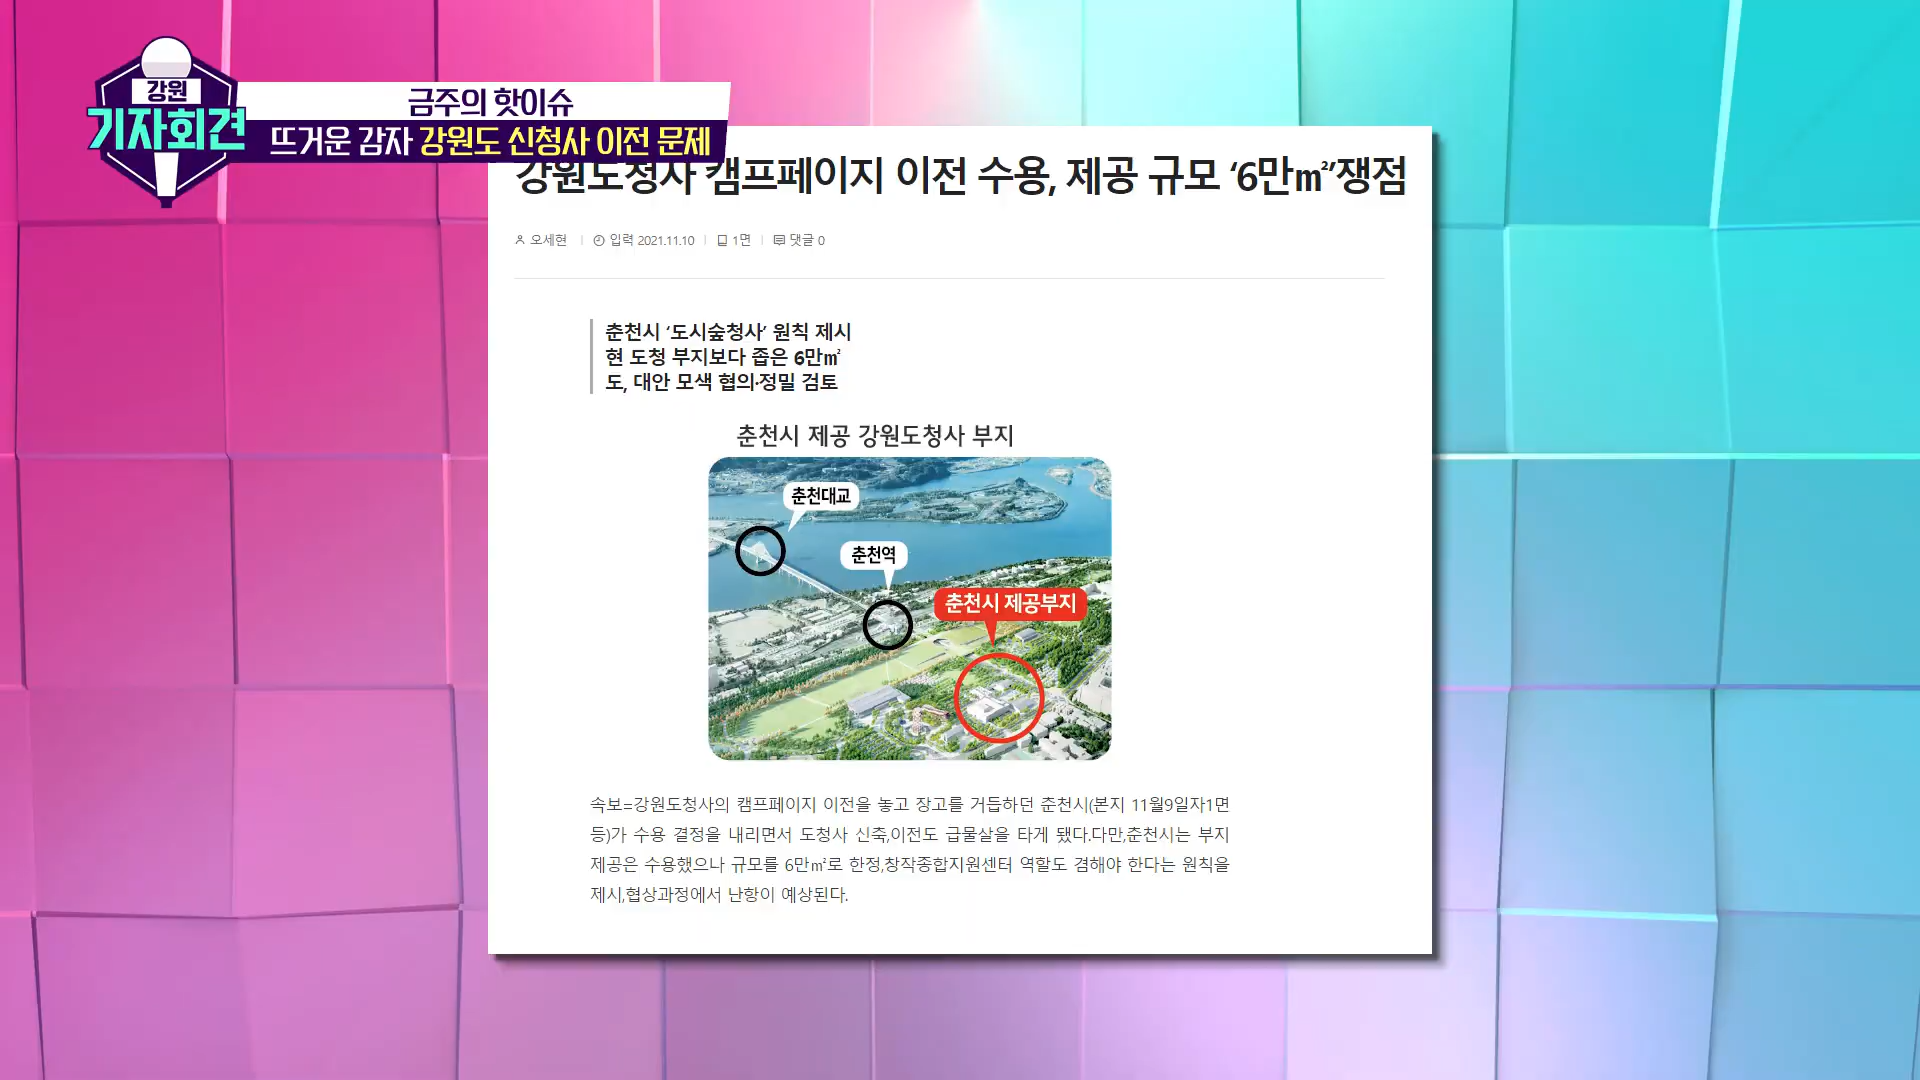 강원
기자회견
금주의 핫이슈
뜨거운 감자 강원도 신청사 이전 문제
강원도청사 캠프페이지 이전 수용, 제공 규모 ‘6만㎡’쟁점
오세현 | 입력 2021.11.10 | 1면 | 댓글 0
춘천시 ‘도시숲청사’ 원칙 제시
현 도청 부지보다 좁은 6만㎡
도, 대안 모색 협의·정밀 검토
춘천시 제공 강원도청사 부지
춘천대교
춘천역
춘천시 제공부지
속보=강원도청사의 캠프페이지 이전을 놓고 장고를 거듭하던 춘천시(본지 11월9일자1면
등)가 수용 결정을 내리면서 도청사 신축,이전도 급물살을 타게 됐다.다만,춘천시는 부지
제공은 수용했으나 규모를 6만㎡로 한정,창작종합지원센터 역할도 겸해야 한다는 원칙을
제시,협상과정에서 난항이 예상된다.